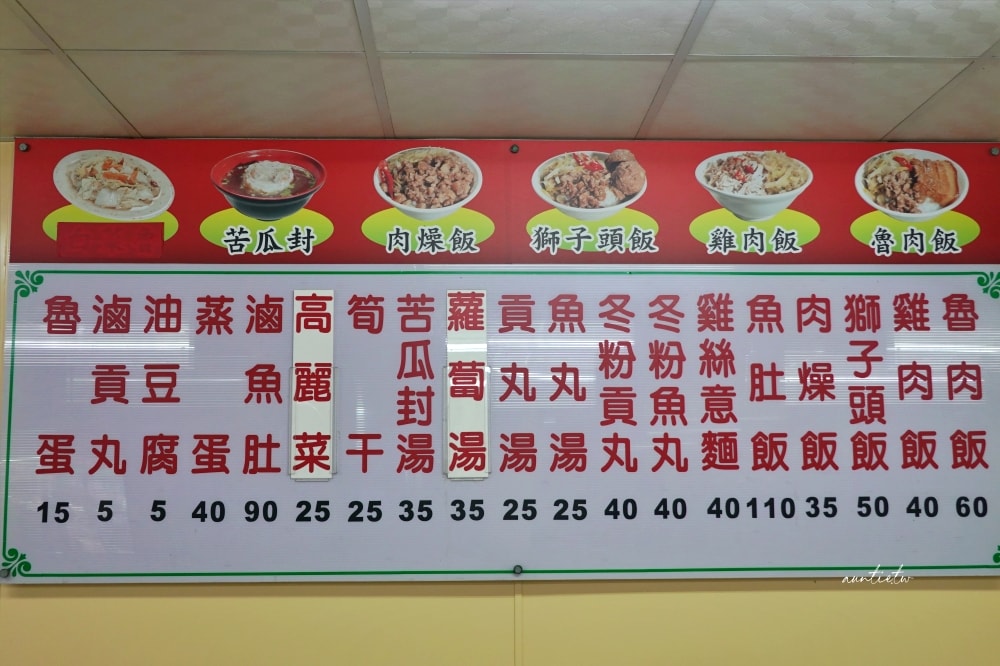 苦瓜封
肉燥飯
獅子頭飯
雞肉飯
魯肉飯
魯肉飯 60
雞肉飯 40
獅子頭飯 50
肉燥飯 35
魚肚飯 110
雞絲意麵 40
冬粉魚丸 40
冬粉貢丸 40
魚丸湯 25
貢丸湯 25
蘿蔔湯 35
苦瓜封湯 35
筍干 25
高麗菜 25
滷魚肚 90
蒸蛋 40
油豆腐 5
滷貢丸 5
魯蛋 15
auntie.tw